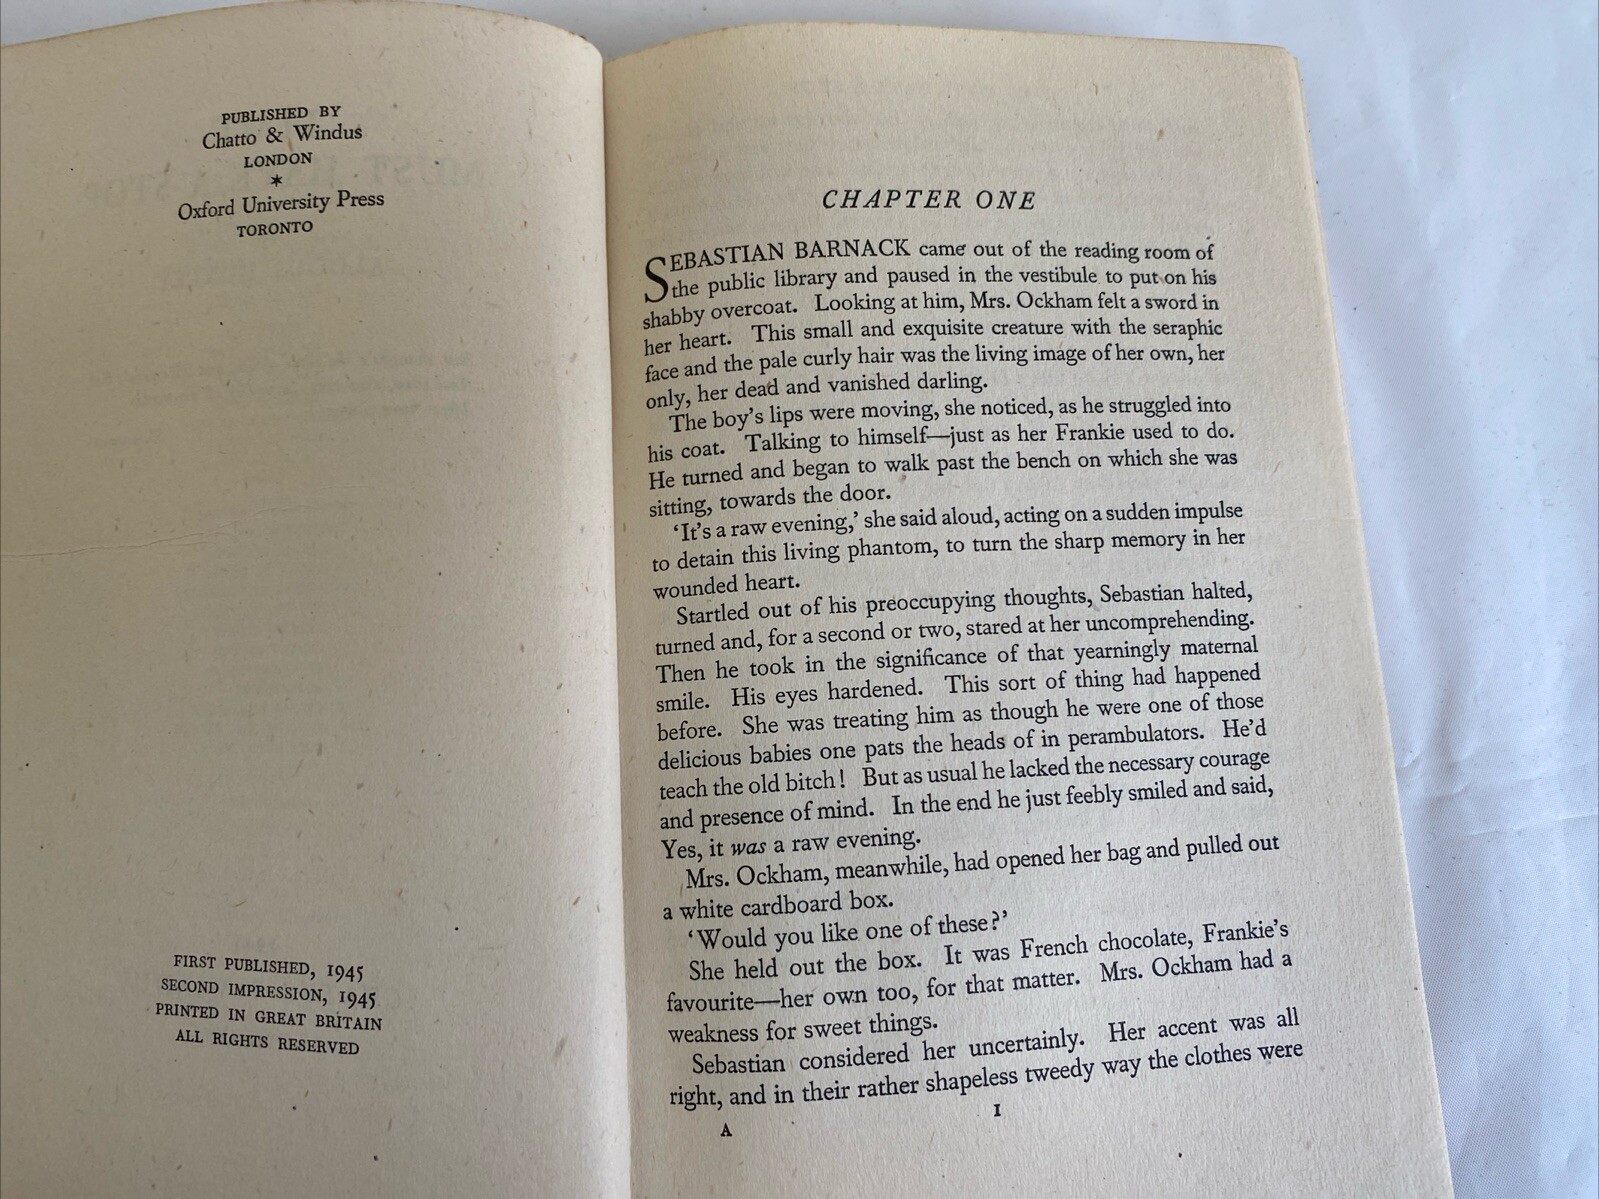 PUBLISHED BY
Chatto & Windus
LONDON
*
Oxford University Press
TORONTO
FIRST PUBLISHED, 1945
SECOND IMPRESSION, 1945
PRINTED IN GREAT BRITAIN
ALL RIGHTS RESERVED
CHAPTER ONE
SEBASTIAN BARNACK came out of the reading room of
the public library and paused in the vestibule to put on his
shabby overcoat. Looking at him, Mrs. Ockham felt a sword in
her heart. This small and exquisite creature with the seraphic
face and the pale curly hair was the living image of her own, her
only, her dead and vanished darling.
The boy's lips were moving, she noticed, as he struggled into
his coat. Talking to himself—just as her Frankie used to do.
He turned and began to walk past the bench on which she was
sitting, towards the door.
'It's a raw evening,' she said aloud, acting on a sudden impulse
to detain this living phantom, to turn the sharp memory in her
wounded heart.
Startled out of his preoccupying thoughts, Sebastian halted,
turned and, for a second or two, stared at her uncomprehending.
Then he took in the significance of that yearningly maternal
smile. His eyes hardened. This sort of thing had happened
before. She was treating him as though he were one of those
delicious babies one pats the heads of in perambulators. He'd
teach the old bitch! But as usual he lacked the necessary courage
and presence of mind. In the end he just feebly smiled and said,
Yes, it was a raw evening.
Mrs. Ockham, meanwhile, had opened her bag and pulled out
a white cardboard box.
'Would you like one of these?'
She held out the box. It was French chocolate, Frankie's
favourite—her own too, for that matter. Mrs. Ockham had a
weakness for sweet things.
Sebastian considered her uncertainly. Her accent was all
right, and in their rather shapeless tweedy way the clothes were
A
I